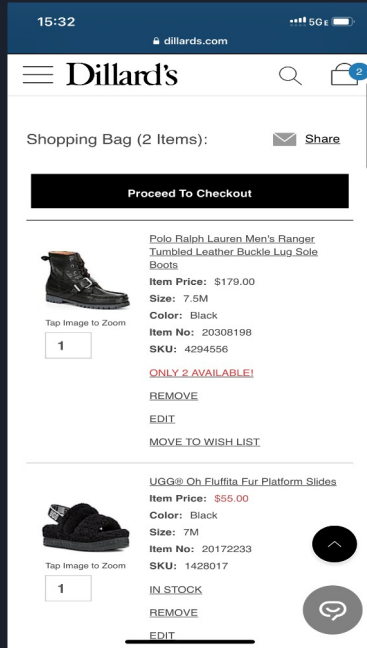 15:32
5GE
dillards.com
Dillard's
2
Shopping Bag (2 Items):
Share
Proceed To Checkout
Polo Ralph Lauren Men's Ranger
Tumbled Leather Buckle Lug Sole
Boots
Item Price: $179.00
Size: 7.5M
Color: Black
Item No: 20308198
SKU: 4294556
Tap Image to Zoom
1
ONLY 2 AVAILABLE!
REMOVE
EDIT
MOVE TO WISH LIST
UGG® Oh Fluffita Fur Platform Slides
Item Price: $55.00
Color: Black
Size: 7M
Item No: 20172233
SKU: 1428017
Tap Image to Zoom
1
IN STOCK
REMOVE
EDIT